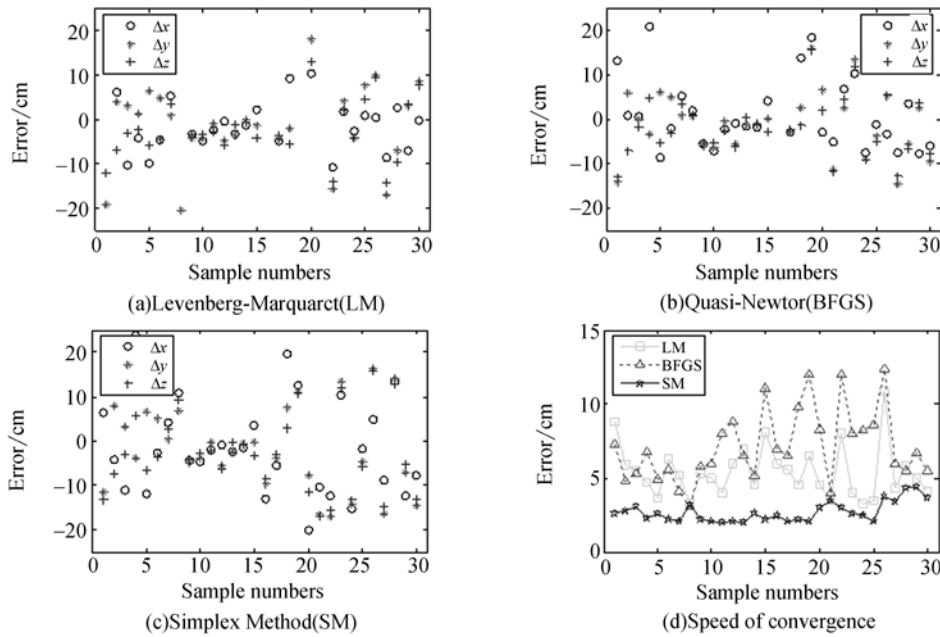 20
10
0
−10
−20
Error/cm
Δx
Δy
Δz
0 5 10 15 20 25 30
Sample numbers
(a)Levenberg-Marquarct(LM)
20
10
0
−10
−20
Error/cm
Δx
Δy
Δz
0 5 10 15 20 25 30
Sample numbers
(b)Quasi-Newtor(BFGS)
20
10
0
−10
−20
Error/cm
Δx
Δy
Δz
0 5 10 15 20 25 30
Sample numbers
(c)Simplex Method(SM)
15
10
5
0
Error/cm
LM
BFGS
SM
0 5 10 15 20 25 30
Sample numbers
(d)Speed of convergence